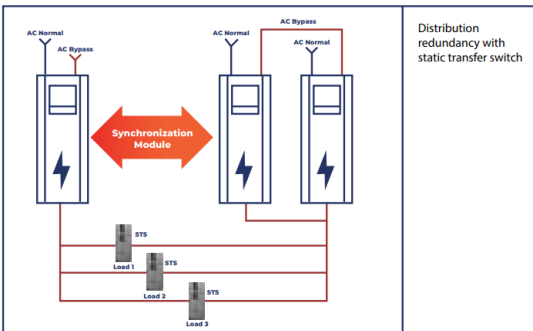 AC Normal
AC Bypass
AC Bypass
AC Normal
AC Normal
Synchronization
Module
STS
Load 1
STS
Load 2
STS
Load 3
Distribution
redundancy with
static transfer switch